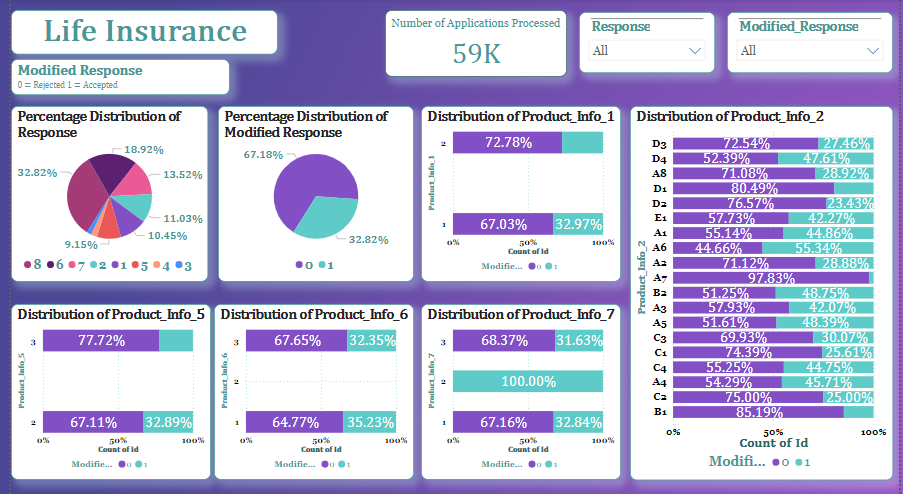 Life Insurance
Number of Applications Processed
59K
Response
All
Modified_Response
All
Modified Response
0 = Rejected 1 = Accepted
Percentage Distribution of
Response
18.92%
32.82%
13.52%
11.03%
10.45%
9.15%
8 6 7 2 1 5 4 3
Percentage Distribution of
Modified Response
67.18%
32.82%
0 1
Distribution of Product_Info_1
Product_Info_1
2 72.78%
1 67.03% 32.97%
0% 50% 100%
Count of Id
Modifie... 0 1
Distribution of Product_Info_2
Product_Info_2
D3 72.54% 27.46%
D4 52.39% 47.61%
A8 71.08% 28.92%
D1 80.49%
D2 76.57% 23.43%
E1 57.73% 42.27%
A1 55.14% 44.86%
A6 44.66% 55.34%
A2 71.12% 28.88%
A7 97.83%
B2 51.25% 48.75%
A3 57.93% 42.07%
A5 51.61% 48.39%
C3 69.93% 30.07%
C1 74.39% 25.61%
C4 55.25% 44.75%
A4 54.29% 45.71%
C2 75.00% 25.00%
B1 85.19%
0% 50% 100%
Count of Id
Modifi... 0 1
Distribution of Product_Info_5
Product_Info_5
3 77.72%
2 67.11% 32.89%
0% 50% 100%
Count of Id
Modifie... 0 1
Distribution of Product_Info_6
Product_Info_6
3 67.65% 32.35%
1 64.77% 35.23%
0% 50% 100%
Count of Id
Modifie... 0 1
Distribution of Product_Info_7
Product_Info_7
3 68.37% 31.63%
2 100.00%
1 67.16% 32.84%
0% 50% 100%
Count of Id
Modifie... 0 1